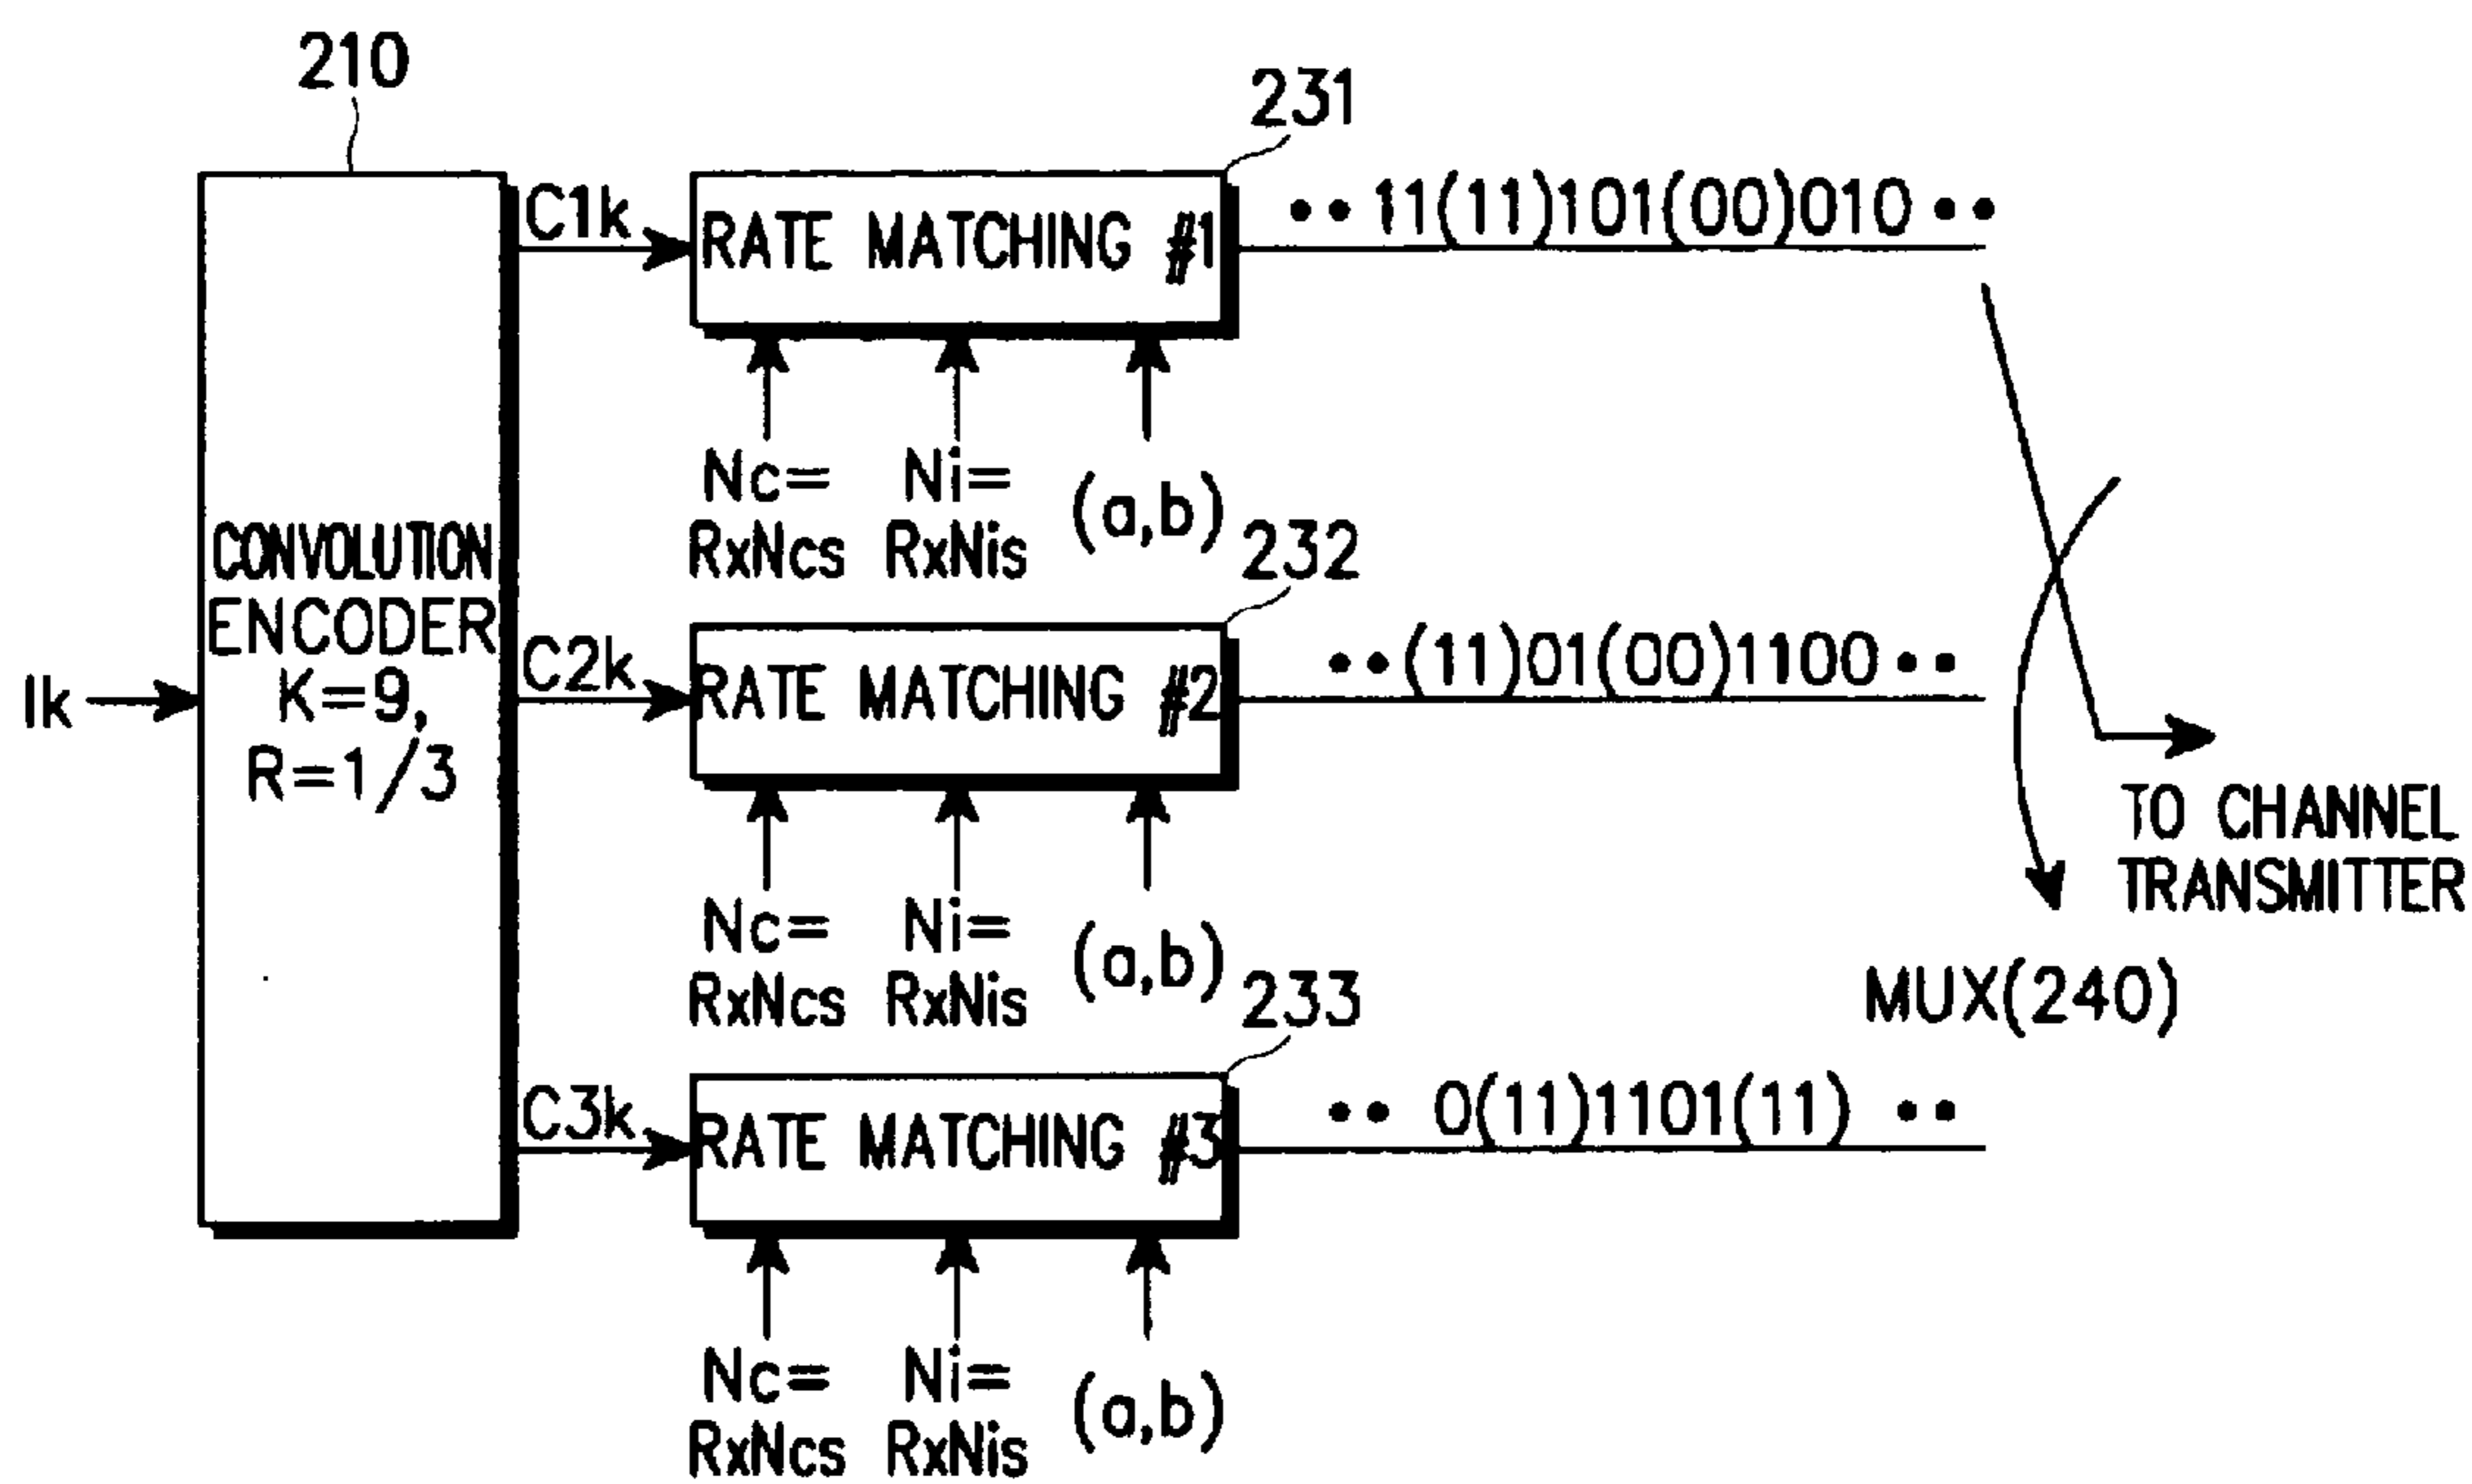 210
231
C1k
RATE MATCHING #1
••11(11)101(00)010••
Nc=
RxNcs
Ni=
RxNis
(a,b)
232
CONVOLUTION
ENCODER
K=9,
R=1/3
Ik
C2k
RATE MATCHING #2
••(11)01(00)1100••
TO CHANNEL
TRANSMITTER
Nc=
RxNcs
Ni=
RxNis
(a,b)
233
MUX(240)
C3k
RATE MATCHING #3
•• 0(11)1101(11) ••
Nc=
RxNcs
Ni=
RxNis
(a,b)